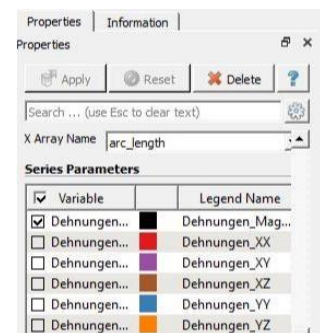 Properties Information
Properties
Apply Reset Delete ?
Search ... (use Esc to clear text)
X Array Name arc_length
Series Parameters
Variable Legend Name
Dehnungen... Dehnungen_Mag...
Dehnungen... Dehnungen_XX
Dehnungen... Dehnungen_XY
Dehnungen... Dehnungen_XZ
Dehnungen... Dehnungen_YY
Dehnungen... Dehnungen_YZ